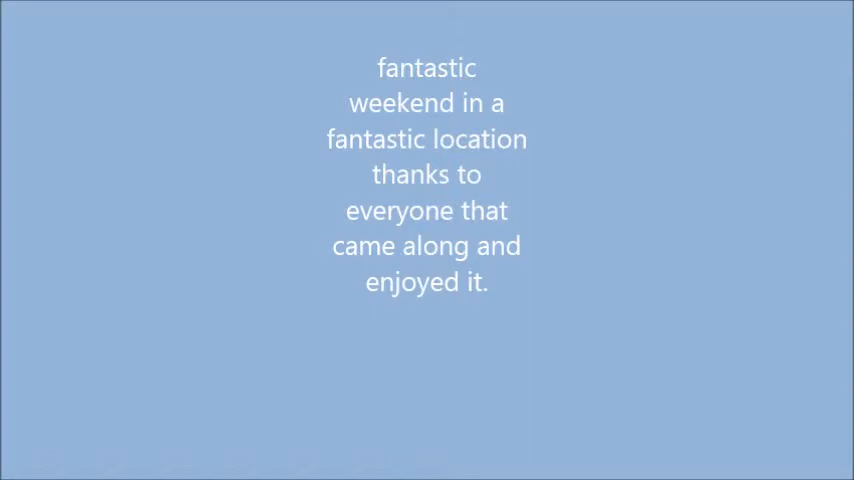 fantastic
weekend in a
fantastic location
thanks to
everyone that
came along and
enjoyed it.